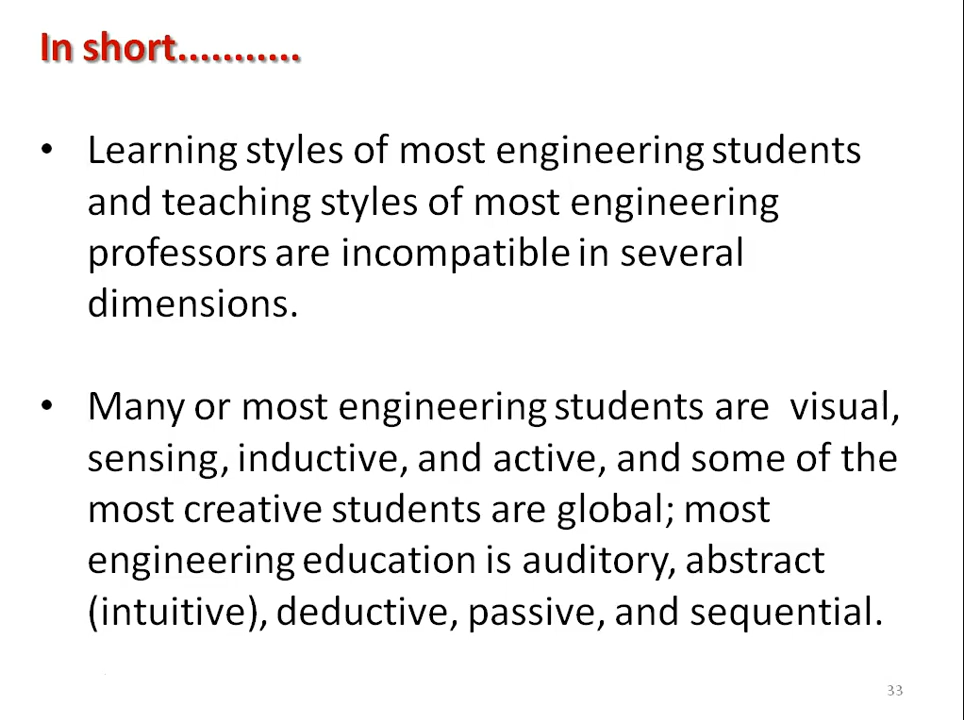 In short...........
• Learning styles of most engineering students
and teaching styles of most engineering
professors are incompatible in several
dimensions.
• Many or most engineering students are visual,
sensing, inductive, and active, and some of the
most creative students are global; most
engineering education is auditory, abstract
(intuitive), deductive, passive, and sequential.
33